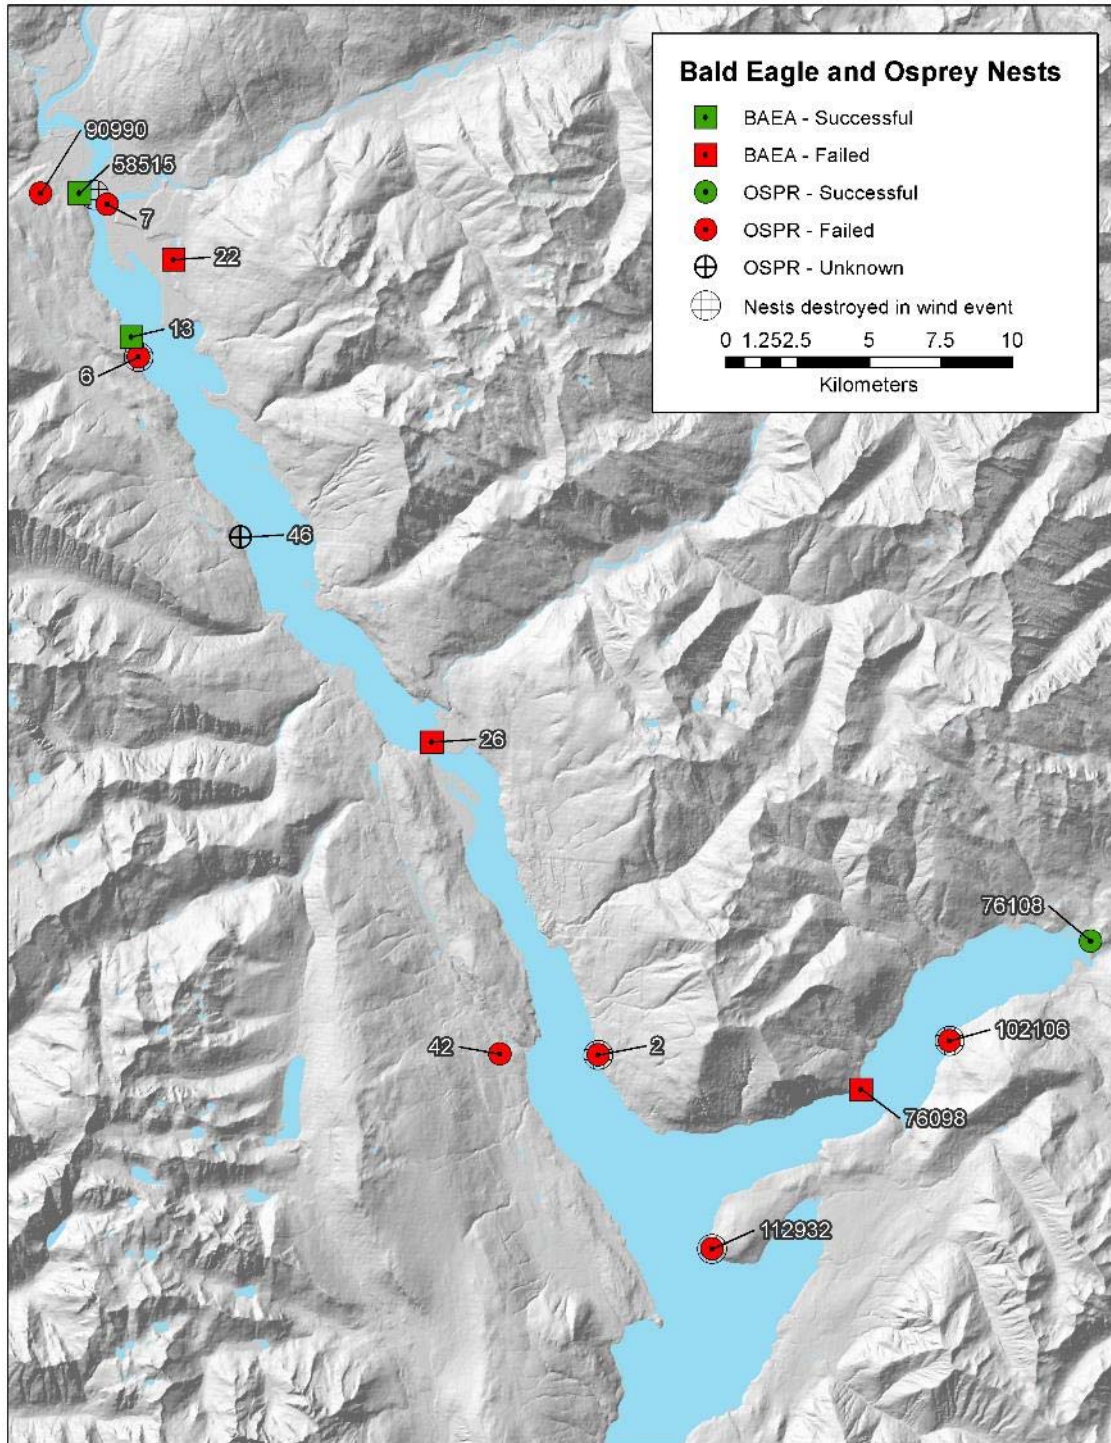 Bald Eagle and Osprey Nests
BAEA - Successful
BAEA - Failed
OSPR - Successful
OSPR - Failed
OSPR - Unknown
Nests destroyed in wind event
0 1.252.5 5 7.5 10
Kilometers
90990
58515
7
22
13
6
46
26
76108
102106
42
2
76098
112932